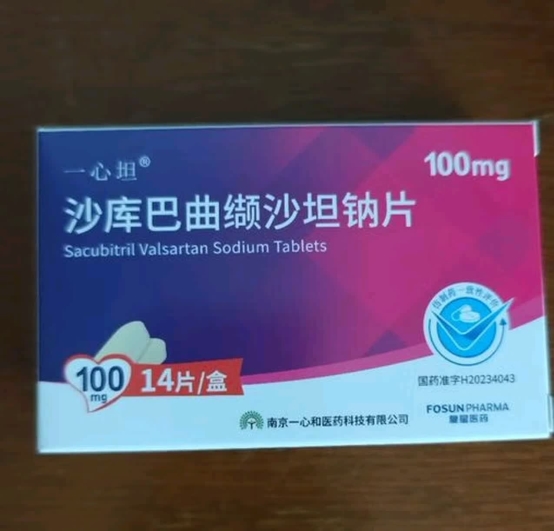 一心坦®
100mg
沙库巴曲缬沙坦钠片
Sacubitril Valsartan Sodium Tablets
仿制药一致性评价
100
mg
14片/盒
国药准字H20234043
南京一心和医药科技有限公司
FOSUN PHARMA
复星医药